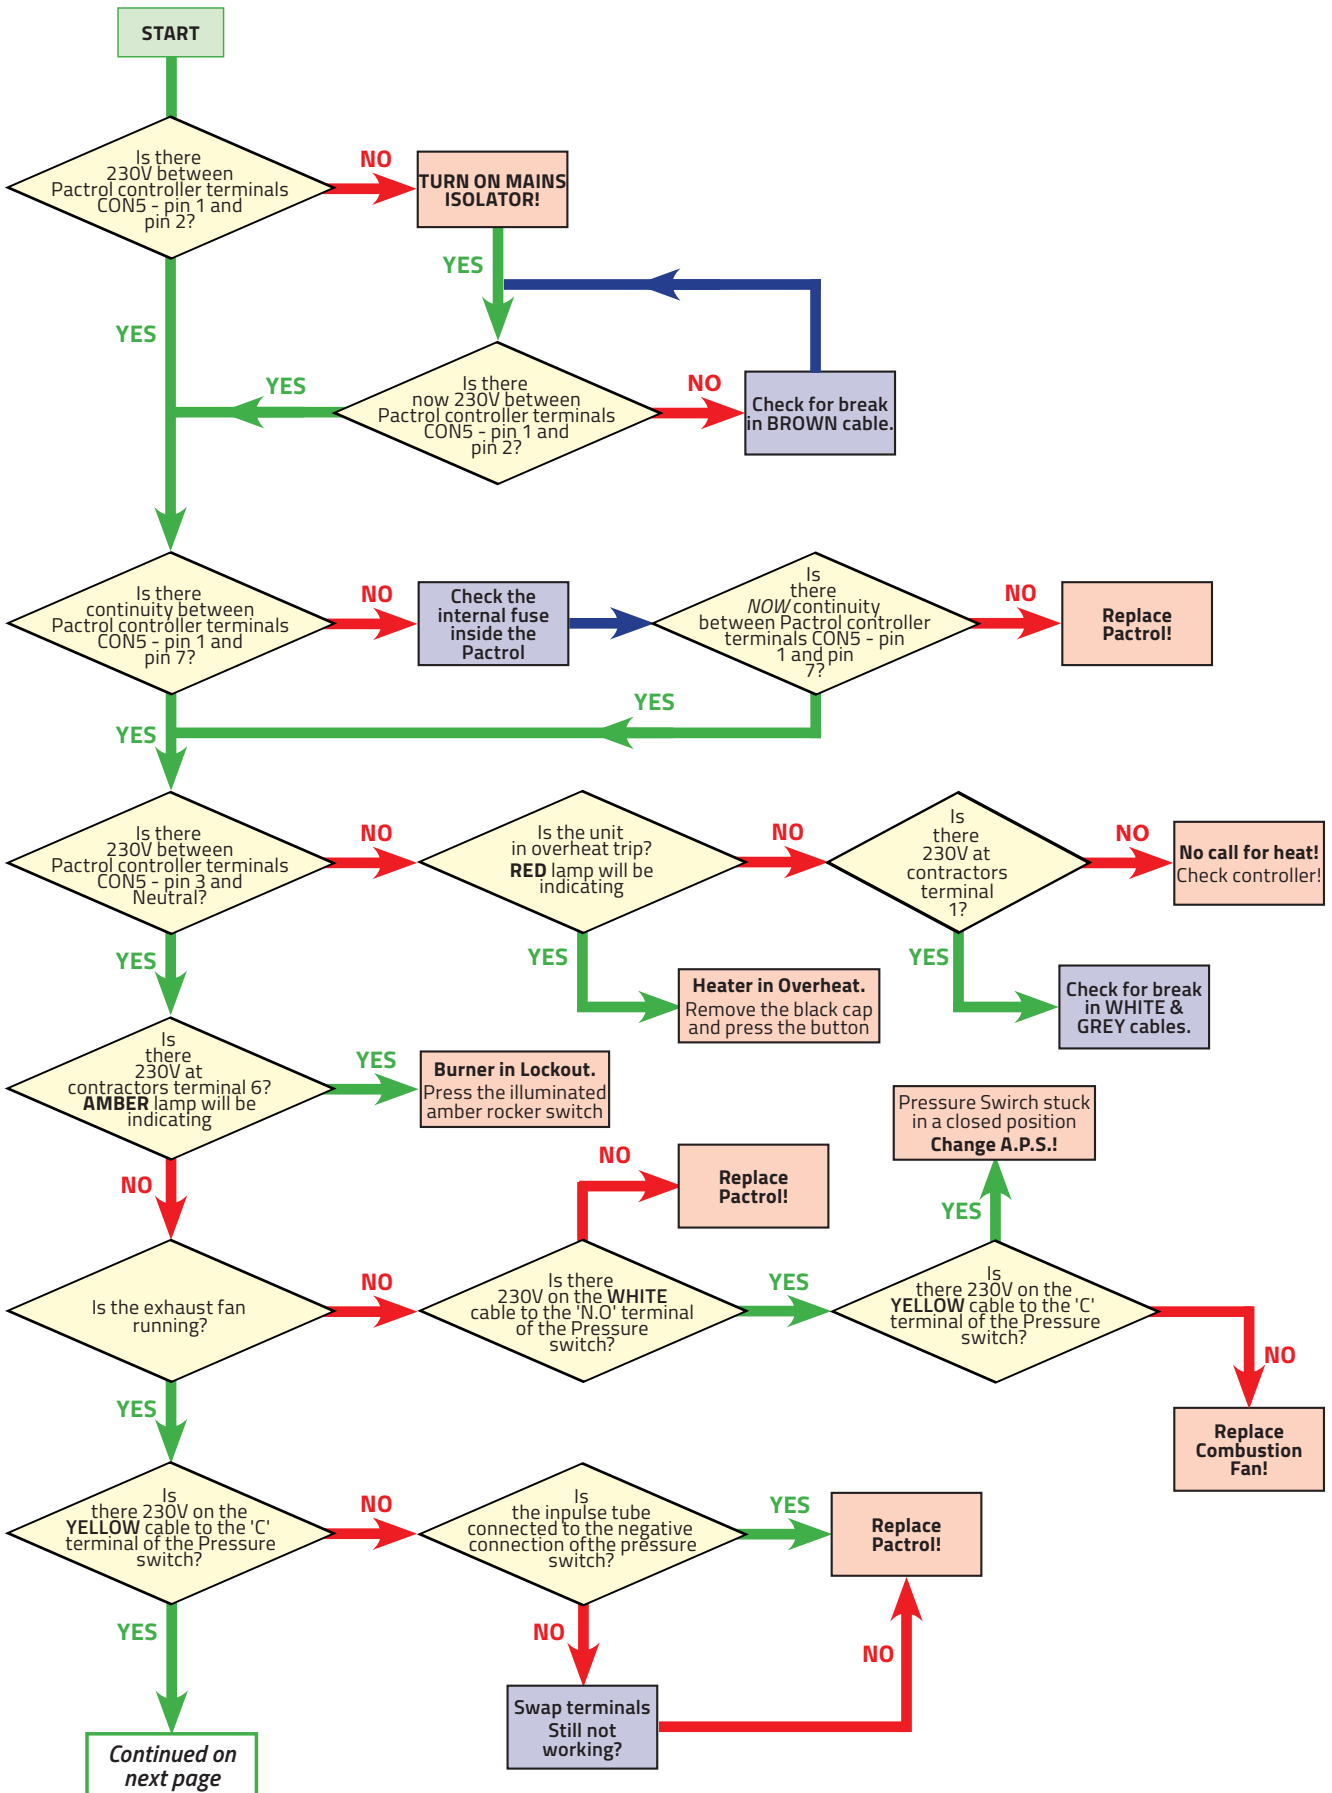 START
Is there
230V between
Pactrol controller terminals
CON5 - pin 1 and
pin 2?
NO
TURN ON MAINS
ISOLATOR!
YES
YES
Is there
now 230V between
Pactrol controller terminals
CON5 - pin 1 and
pin 2?
YES
NO
Check for break
in BROWN cable.
Is there
continuity between
Pactrol controller terminals
CON5 - pin 1 and
pin 7?
NO
Check the
internal fuse
inside the
Pactrol
Is
there
NOW continuity
between Pactrol controller
terminals CON5 - pin
1 and pin
7?
NO
Replace
Pactrol!
YES
YES
Is there
230V between
Pactrol controller terminals
CON5 - pin 3 and
Neutral?
NO
Is the unit
in overheat trip?
RED lamp will be
indicating
NO
Is
there
230V at
contractors
terminal
1?
NO
No call for heat!
Check controller!
YES
YES
Heater in Overheat.
Remove the black cap
and press the button
YES
Check for break
in WHITE &
GREY cables.
Is
there
230V at
contractors terminal 6?
AMBER lamp will be
indicating
YES
Burner in Lockout.
Press the illuminated
amber rocker switch
Pressure Swirch stuck
in a closed position
Change A.P.S.!
NO
NO
Replace
Pactrol!
YES
Is the exhaust fan
running?
NO
Is there
230V on the WHITE
cable to the 'N.O' terminal
of the Pressure
switch?
YES
Is
there 230V on the
YELLOW cable to the 'C'
terminal of the Pressure
switch?
NO
Replace
Combustion
Fan!
YES
Is
there 230V on the
YELLOW cable to the 'C'
terminal of the Pressure
switch?
NO
Is
the inpulse tube
connected to the negative
connection of the pressure
switch?
YES
Replace
Pactrol!
YES
NO
NO
Swap terminals
Still not
working?
Continued on
next page